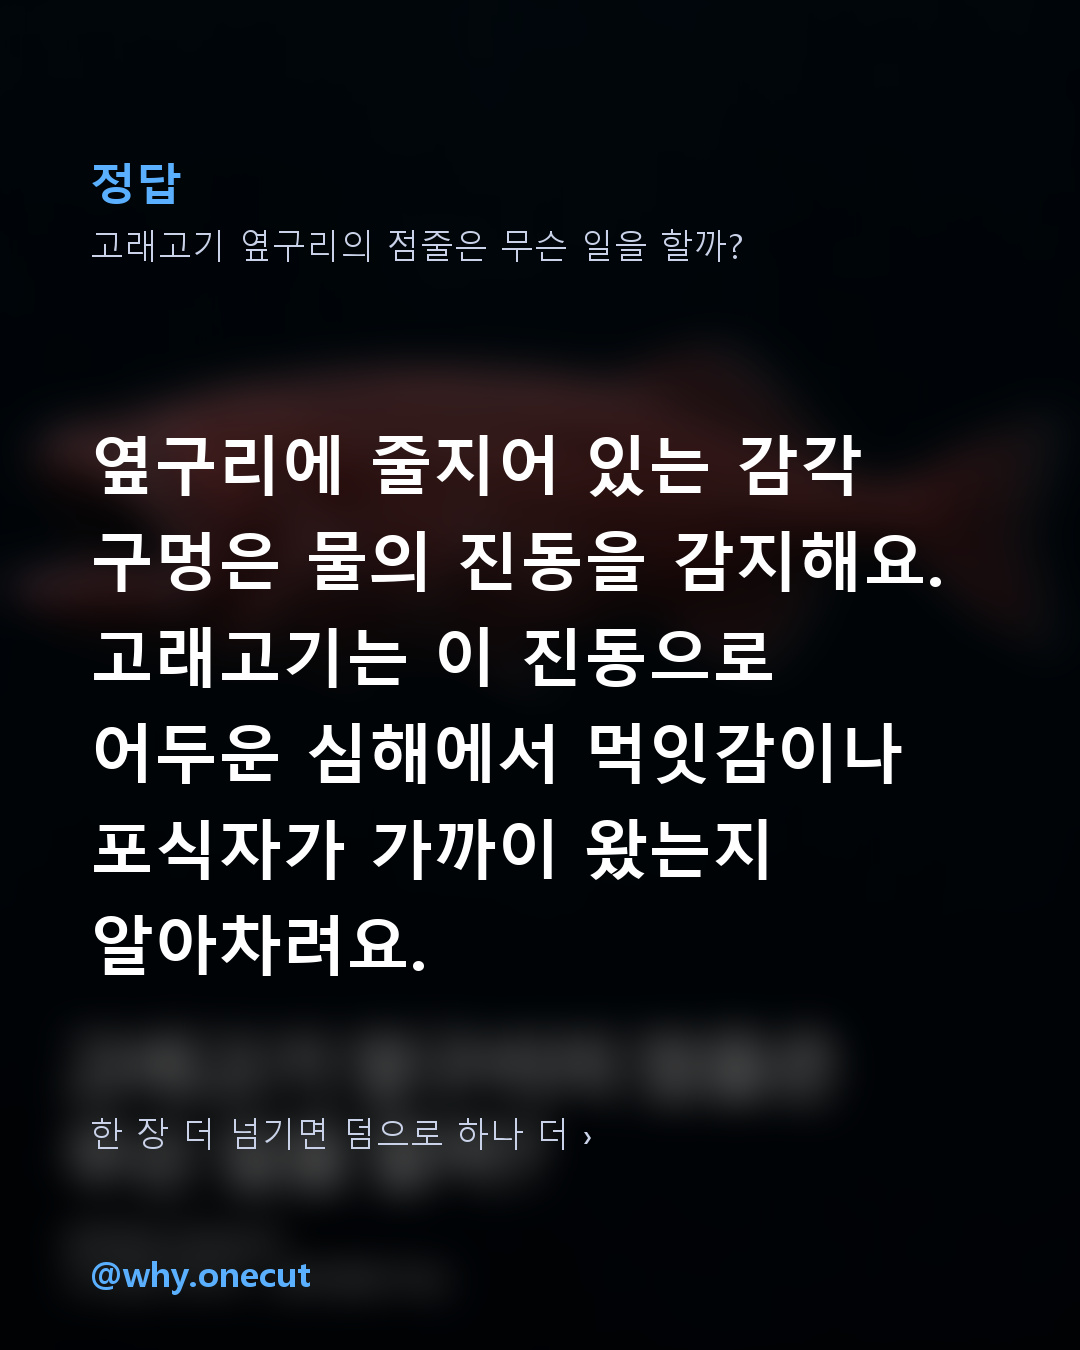 정답
고래고기 옆구리의 점줄은 무슨 일을 할까?
옆구리에 줄지어 있는 감각
구멍은 물의 진동을 감지해요.
고래고기는 이 진동으로
어두운 심해에서 먹잇감이나
포식자가 가까이 왔는지
알아차려요.
한 장 더 넘기면 덤으로 하나 더 ›
@why.onecut